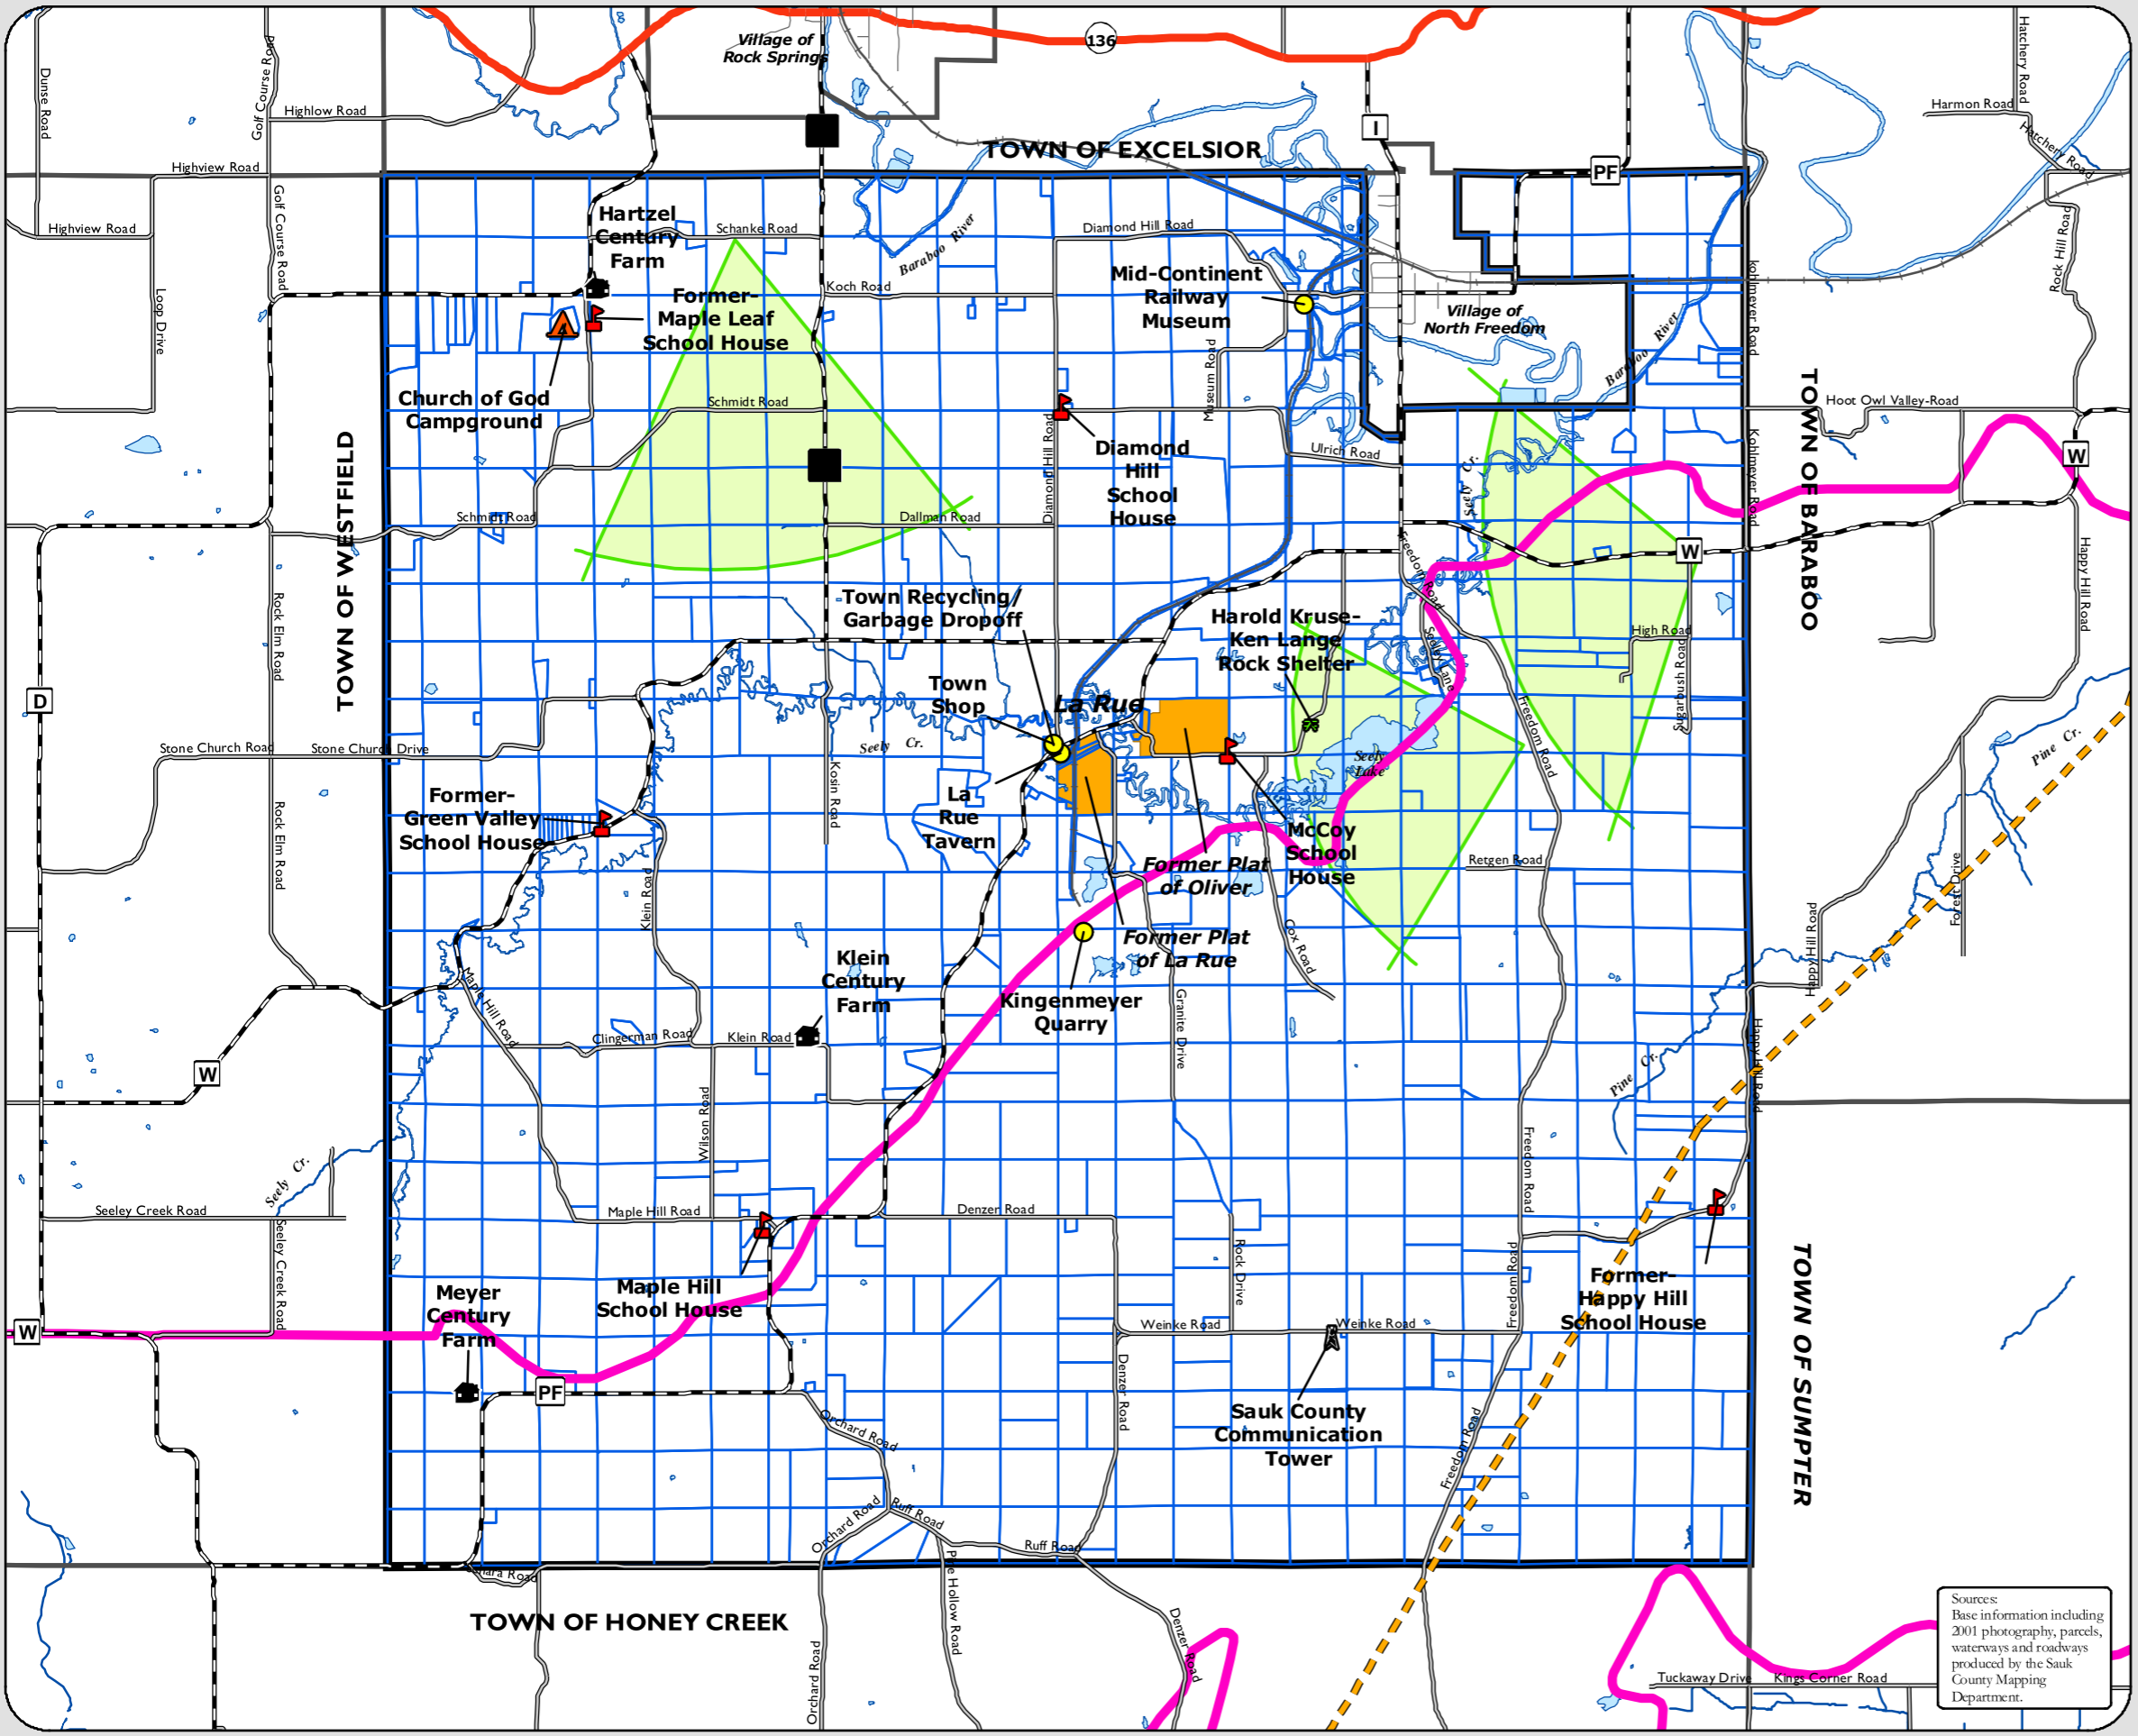 136
Village of
Rock Springs
Dunse Road
Golf Course Road
Highlow Road
Hatchery Road
Harmon Road
Hatchery Road
I
TOWN OF EXCELSIOR
Highview Road
PF
Golf Course Road
Highview Road
Hartzel
Century
Farm
Schanke Road
Baraboo River
Diamond Hill Road
Rock Hill Road
Mid-Continent
Railway
Museum
Koch Road
Loop Drive
Former-
Maple Leaf
School House
Village of
North Freedom
Kohlmeyer Road
Baraboo River
4
Museum Road
Church of God
Campground
Schmidt Road
Hoot Owl Valley-Road
TOWN OF WESTFIELD
TOWN OF BARABOO
Diamond Hill Road
Diamond
Hill
School
House
Ulrich Road
Kohlmeyer Road
W
Seely Cr.
Schmidt Road
Dallman Road
W
Freedom Road
Happy Hill Road
Rock Elm Road
Town Recycling/
Garbage Dropoff
Harold Kruse-
Ken Lange
Rock Shelter
High Road
Seeley Lane
Sugarbush Road
D
Town
Shop
La Rue
Freedom Road
Stone Church Road
Stone Church Drive
Seely Cr.
Seely
Lake
Pine Cr.
Kosin Road
Former-
Green Valley
School House
La
Rue
Tavern
Rock Elm Road
McCoy
School
House
Former Plat
of Oliver
Retgen Road
Klein Road
Forest Drive
Former Plat
of La Rue
Cox Road
Happy Hill Road
Klein
Century
Farm
Kingenmeyer
Quarry
Maple Hill Road
Granite Drive
Clingerman Road
Klein Road
Happy Hill Road
W
Pine Cr.
Wilson Road
Seely Cr.
Freedom Road
Seeley Creek Road
Maple Hill Road
Denzer Road
Seeley Creek Road
Rock Drive
Freedom Road
TOWN OF SUMPTER
Maple Hill
School House
Former-
Happy Hill
School House
Meyer
Century
Farm
W
Weinke Road
Weinke Road
PF
Denzer Road
Orchard Road
Sauk County
Communication
Tower
Freedom Road
Orchard Road
Ruff Road
Ruff Road
TOWN OF HONEY CREEK
Pine Hollow Road
Denzer Road
Orchard Road
Tuckaway Drive
Kings Corner Road
Sources:
Base information including
2001 photography, parcels,
waterways and roadways
produced by the Sauk
County Mapping
Department.